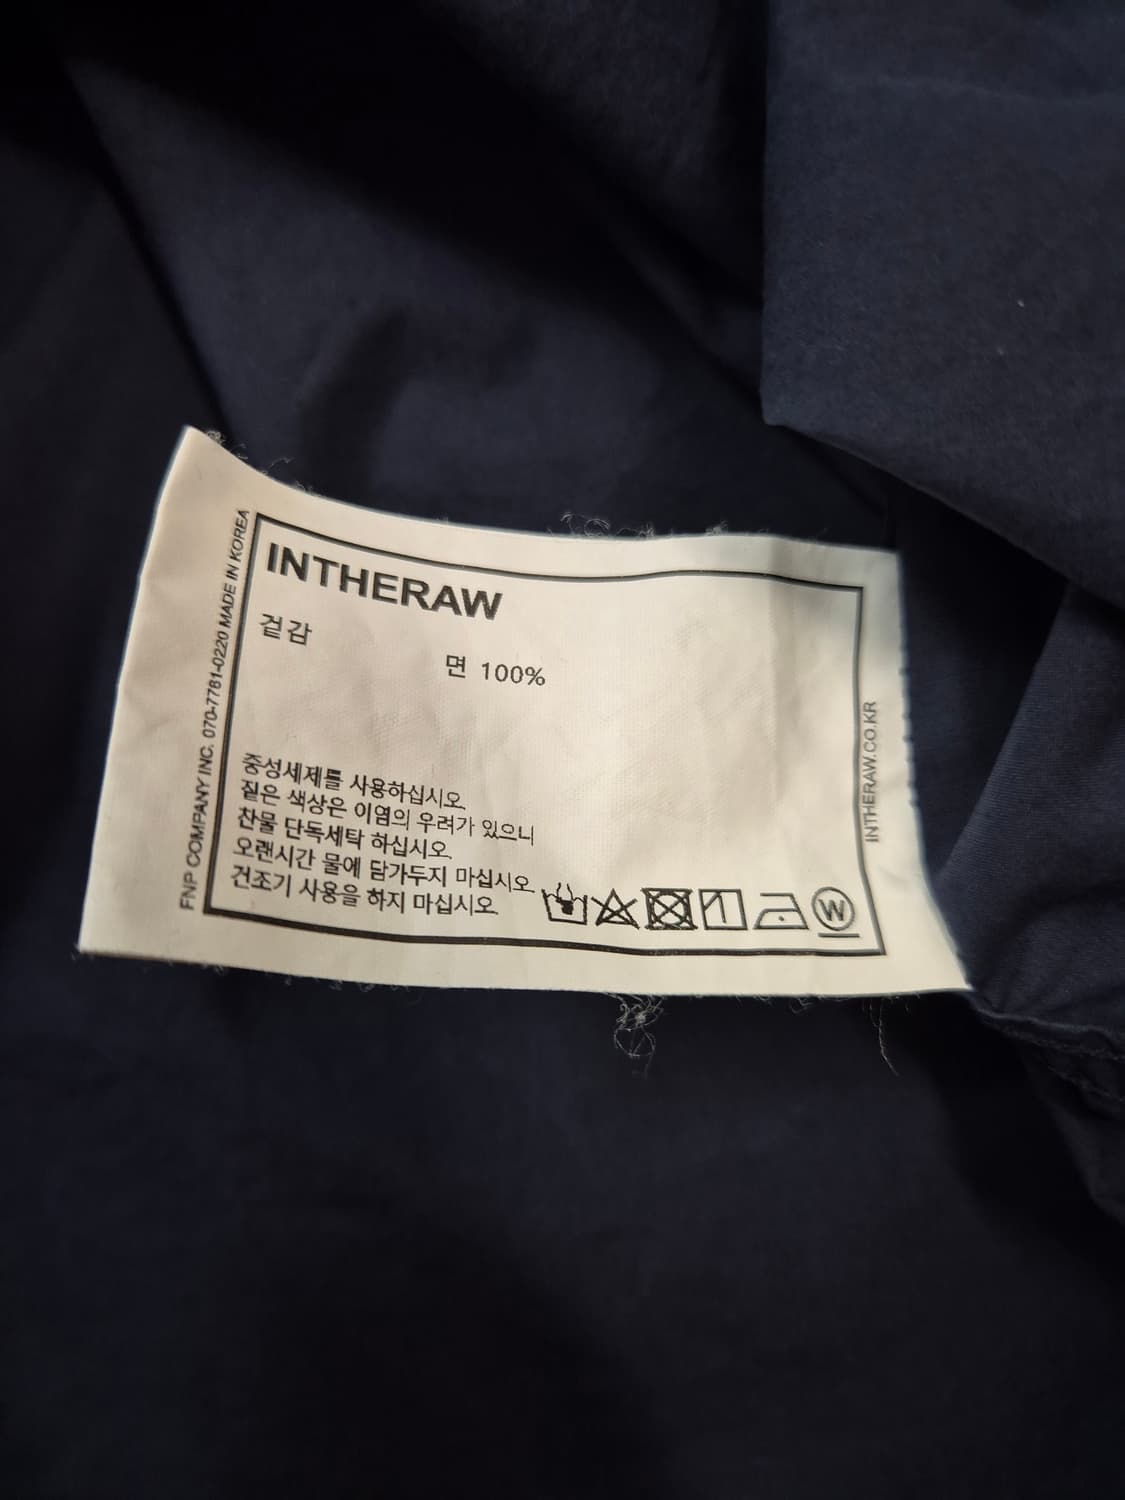 INTHERAW
겉감
면 100%
중성세제를 사용하십시오
짙은 색상은 이염의 우려가 있으니
찬물 단독세탁 하십시오.
오랜시간 물에 담가두지 마십시오
건조기 사용을 하지 마십시오
W
FNP COMPANY INC. 070-7781-0220 MADE IN KOREA
INTHERAW.CO.KR